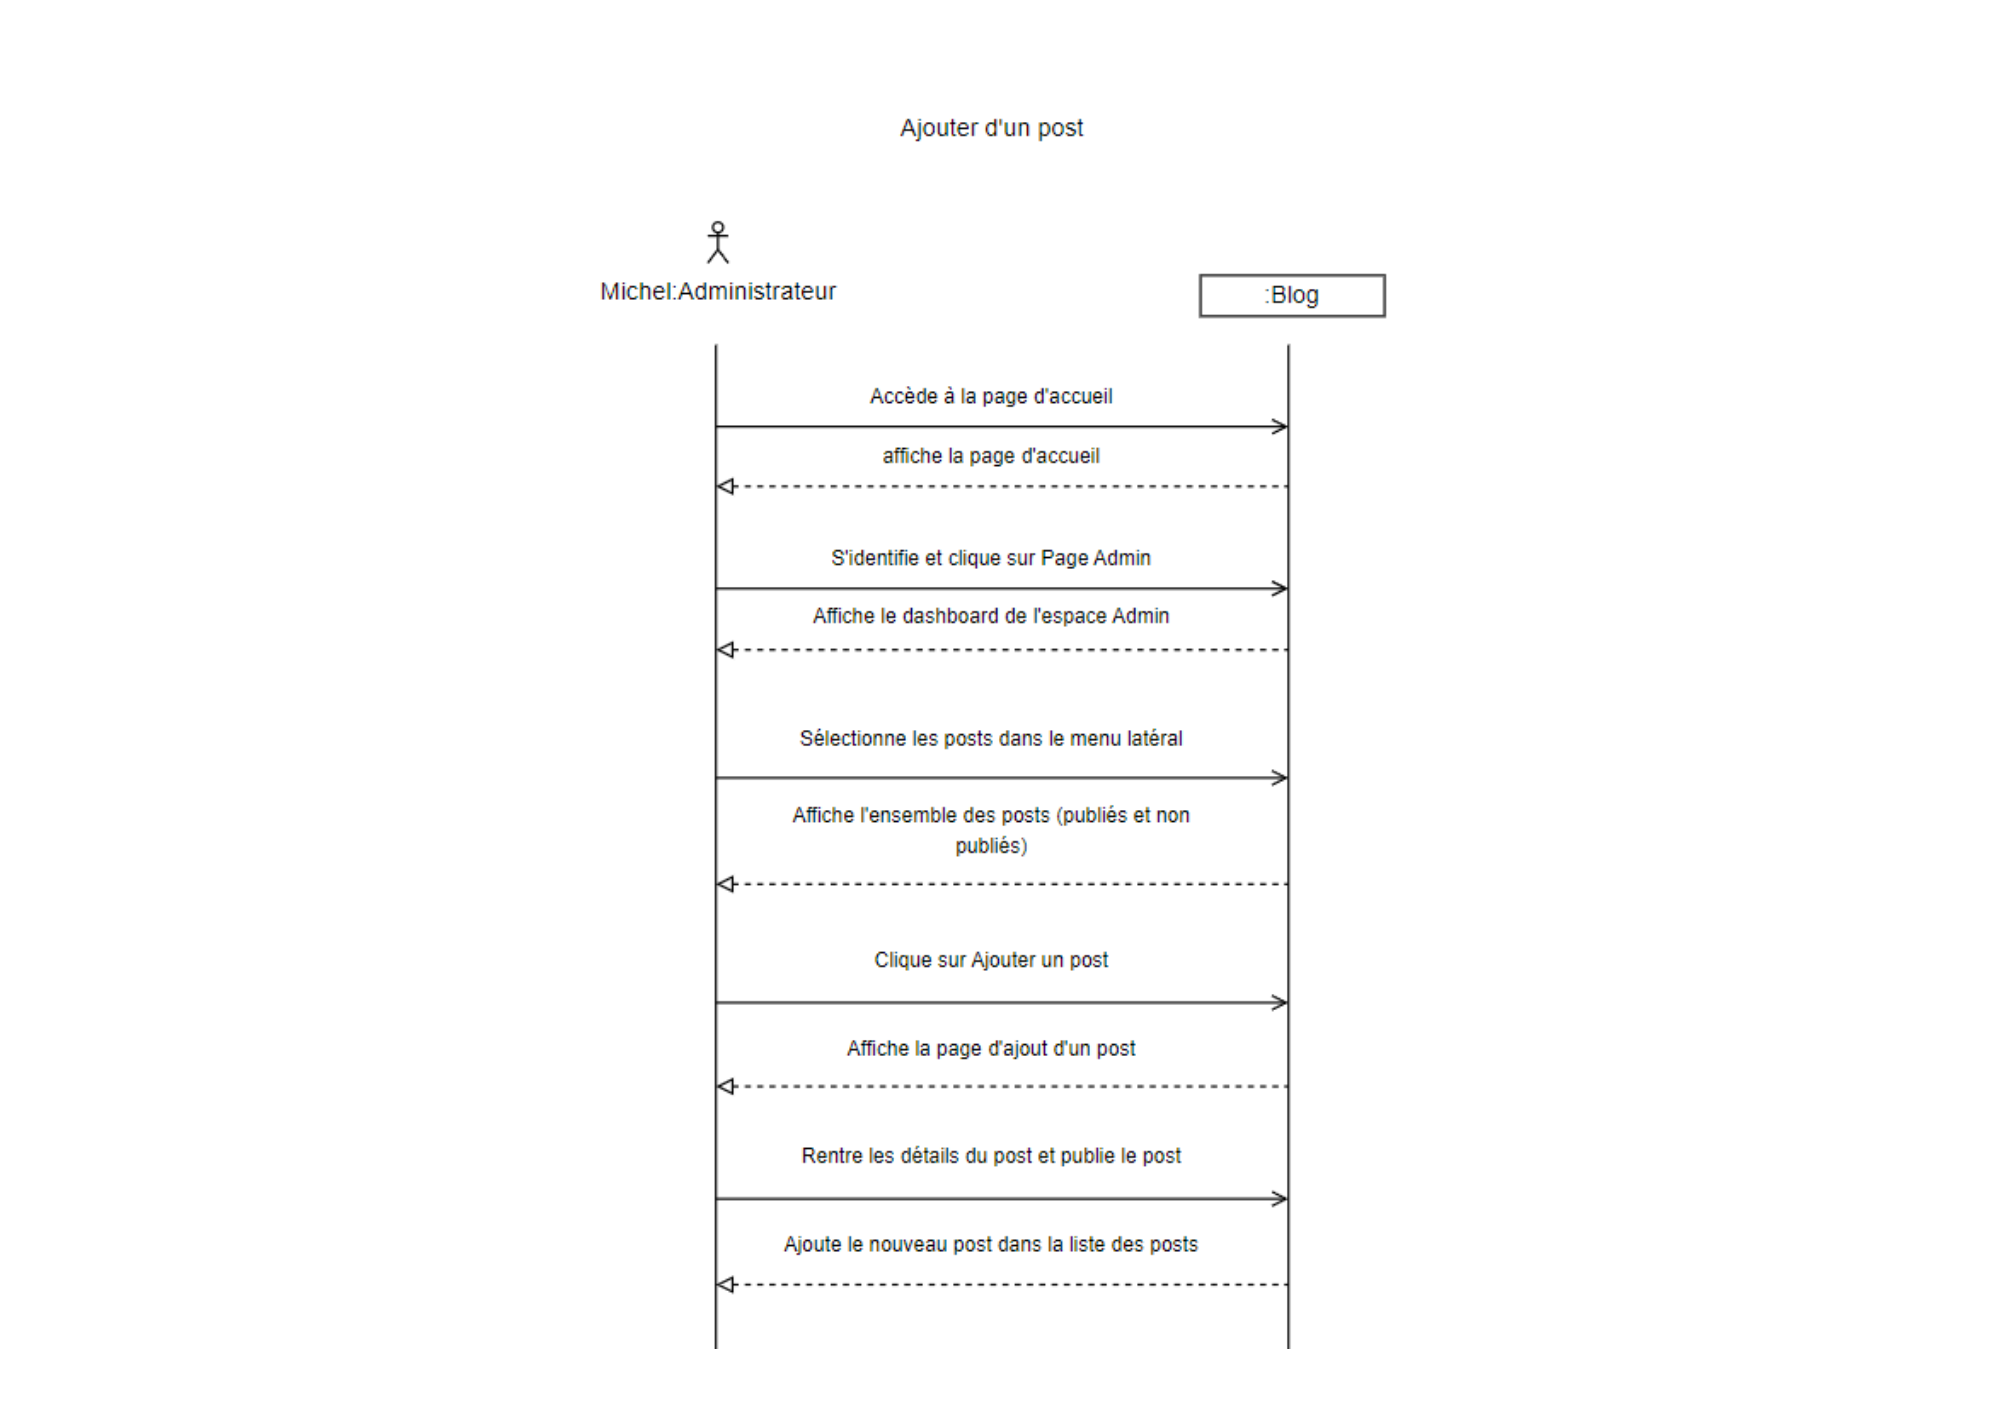 Ajouter d'un post
Michel:Administrateur
:Blog
Accède à la page d'accueil
affiche la page d'accueil
S'identifie et clique sur Page Admin
Affiche le dashboard de l'espace Admin
Sélectionne les posts dans le menu latéral
Affiche l'ensemble des posts (publiés et non
publiés)
Clique sur Ajouter un post
Affiche la page d'ajout d'un post
Rentre les détails du post et publie le post
Ajoute le nouveau post dans la liste des posts